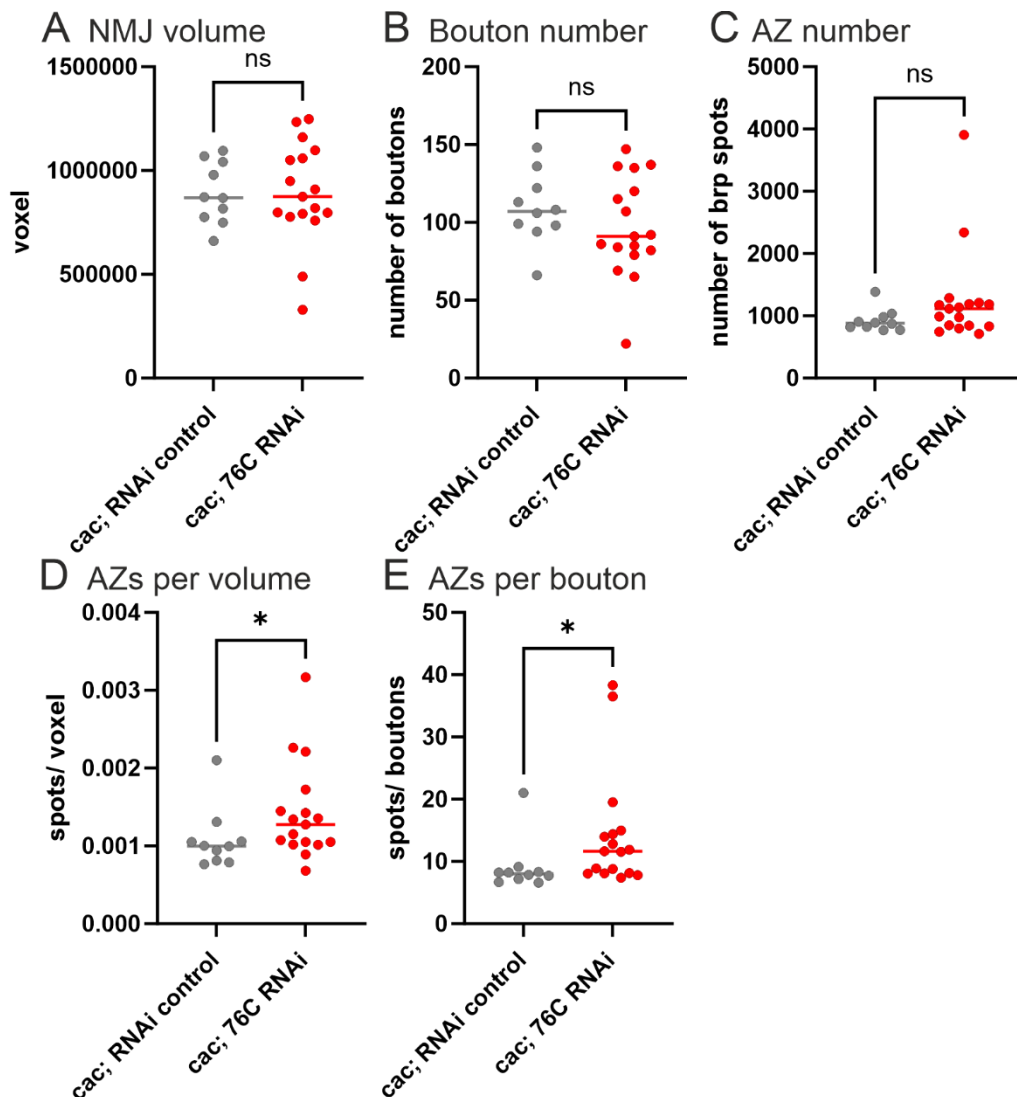 A NMJ volume
1500000
1000000
500000
0
voxel
ns
cac; RNAi control
cac; 76C RNAi
B Bouton number
200
150
100
50
0
number of boutons
ns
cac; RNAi control
cac; 76C RNAi
C AZ number
5000
4000
3000
2000
1000
0
number of brp spots
ns
cac; RNAi control
cac; 76C RNAi
D AZs per volume
0.004
0.003
0.002
0.001
0.000
spots/ voxel
*
cac; RNAi control
cac; 76C RNAi
E AZs per bouton
50
40
30
20
10
0
spots/ boutons
*
cac; RNAi control
cac; 76C RNAi